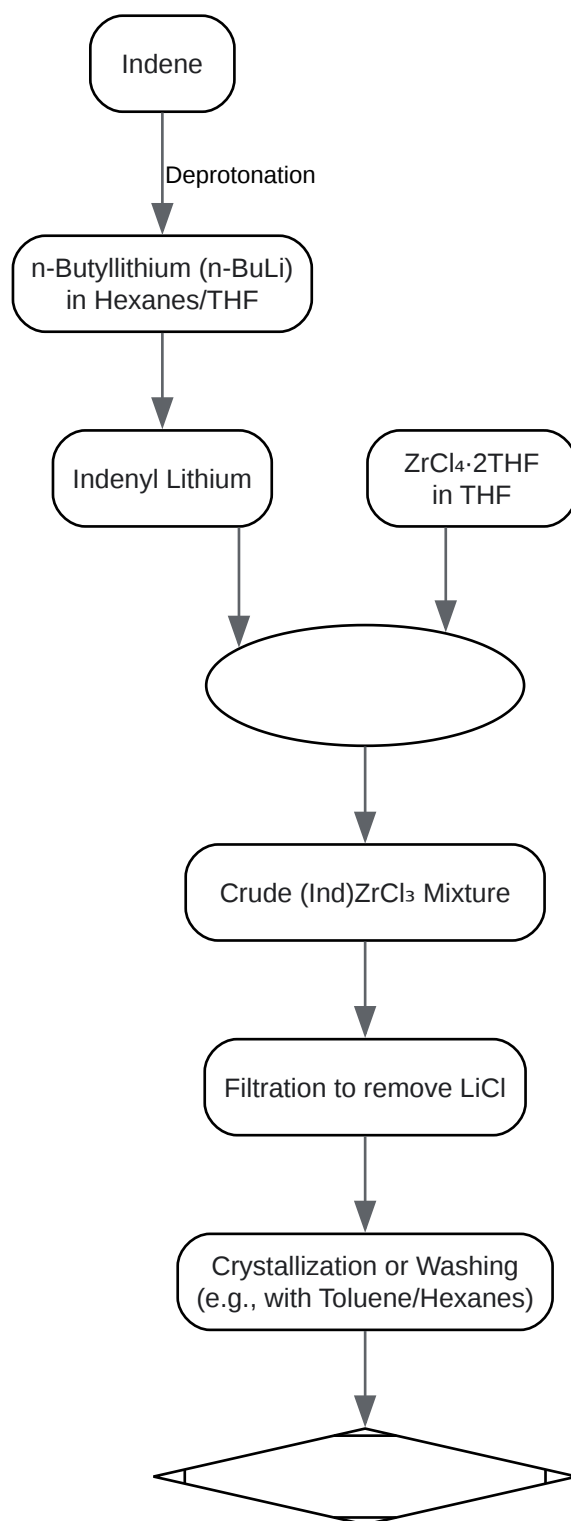 Indene
Deprotonation
n-Butyllithium (n-BuLi)
in Hexanes/THF
Indenyl Lithium
ZrCl₄·2THF
in THF
Crude (Ind)ZrCl₃ Mixture
Filtration to remove LiCl
Crystallization or Washing
(e.g., with Toluene/Hexanes)